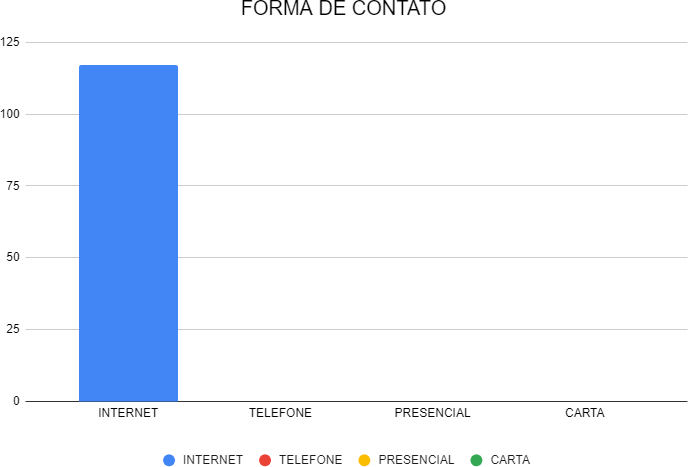 FORMA DE CONTATO
125
100
75
50
25
0
INTERNET TELEFONE PRESENCIAL CARTA
INTERNET TELEFONE PRESENCIAL CARTA